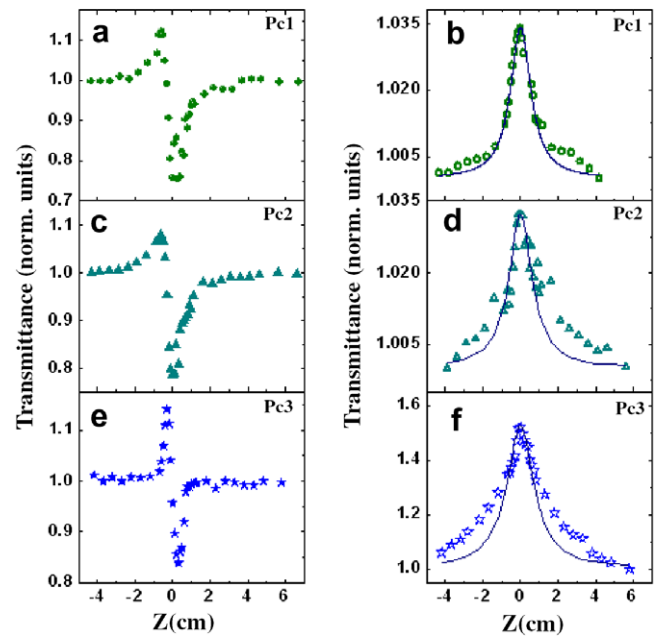 a Pc1
1.1
1.0
0.9
0.8
0.7
c Pc2
1.1
1.0
0.9
0.8
e Pc3
1.1
1.0
0.9
0.8
-4 -2 0 2 4 6
Z(cm)
Transmittance (norm. units)
b Pc1
1.035
1.020
1.005
1.035
d Pc2
1.020
1.005
1.6
f Pc3
1.4
1.2
1.0
-4 -2 0 2 4 6
Z(cm)
Transmittance (norm. units)